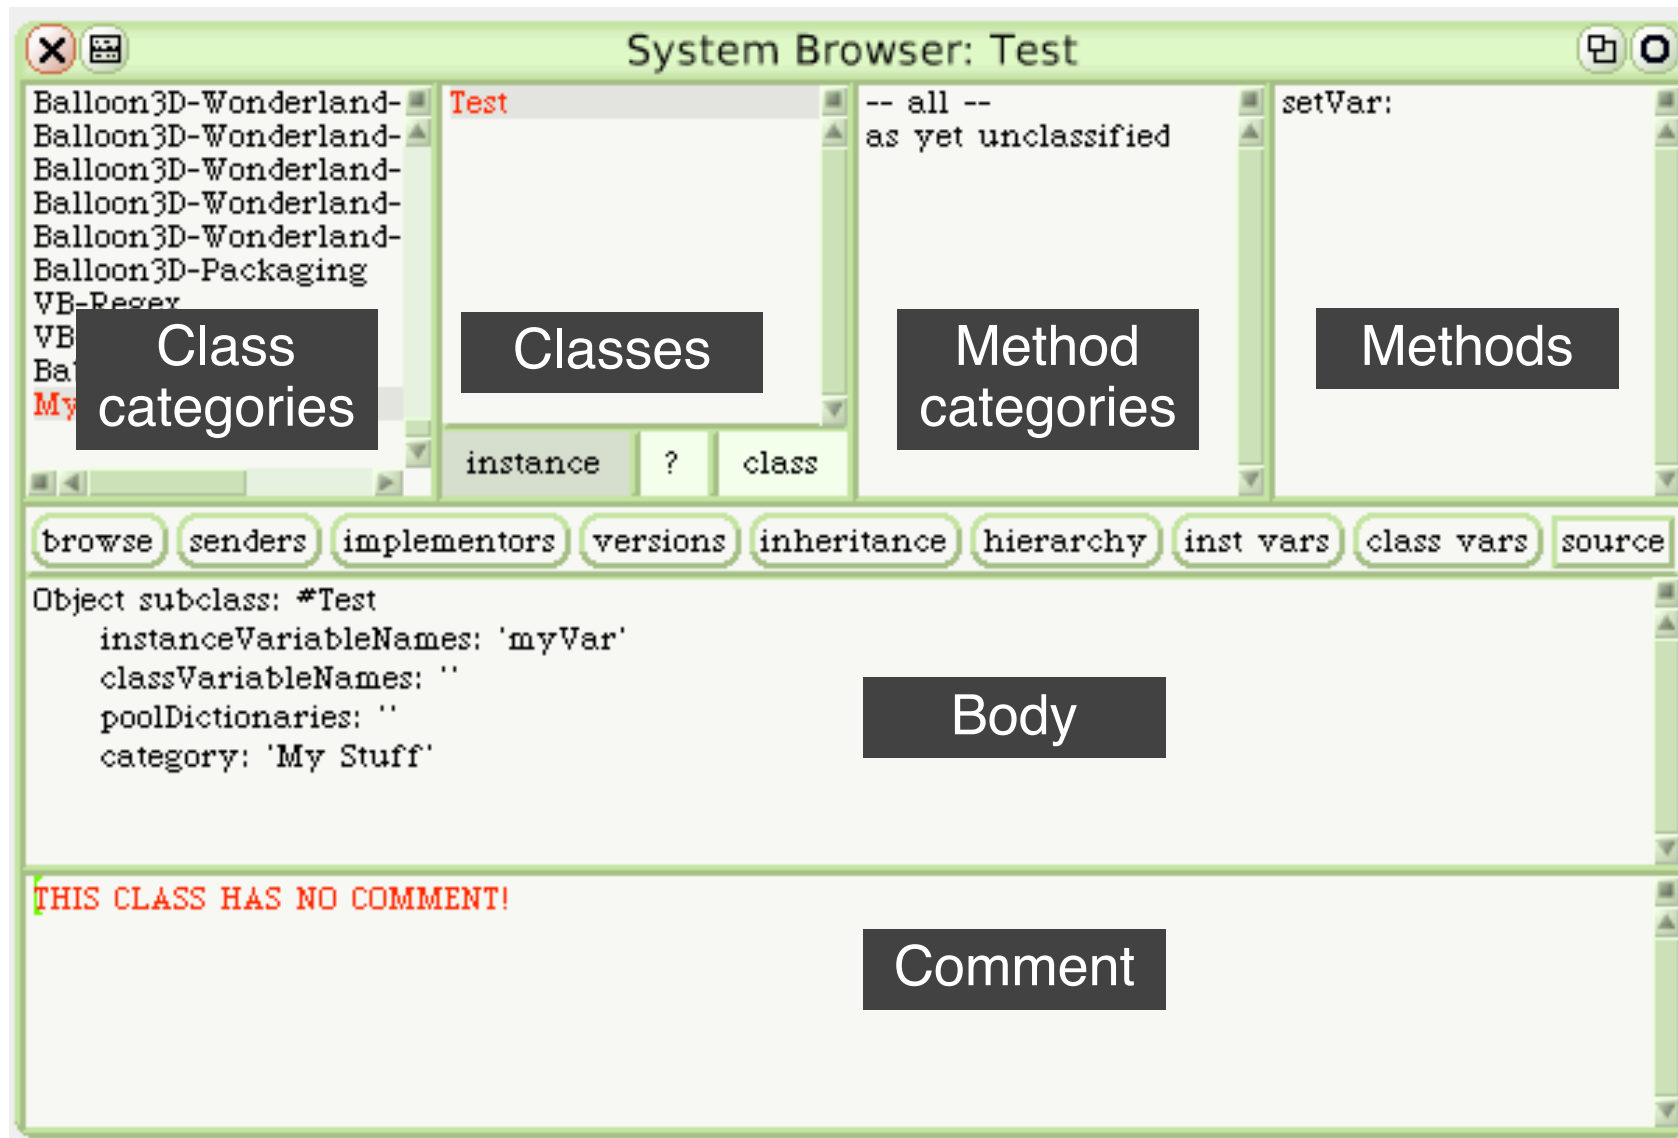 System Browser: Test
Balloon3D-Wonderland-
Balloon3D-Wonderland-
Balloon3D-Wonderland-
Balloon3D-Wonderland-
Balloon3D-Wonderland-
Balloon3D-Packaging
VB-Regex
VB
Ba
My
Class
categories
Test
Classes
instance
?
class
-- all --
as yet unclassified
Method
categories
setVar:
Methods
browse
senders
implementors
versions
inheritance
hierarchy
inst vars
class vars
source
Object subclass: #Test
instanceVariableNames: 'myVar'
classVariableNames: ''
poolDictionaries: ''
category: 'My Stuff'
Body
THIS CLASS HAS NO COMMENT!
Comment